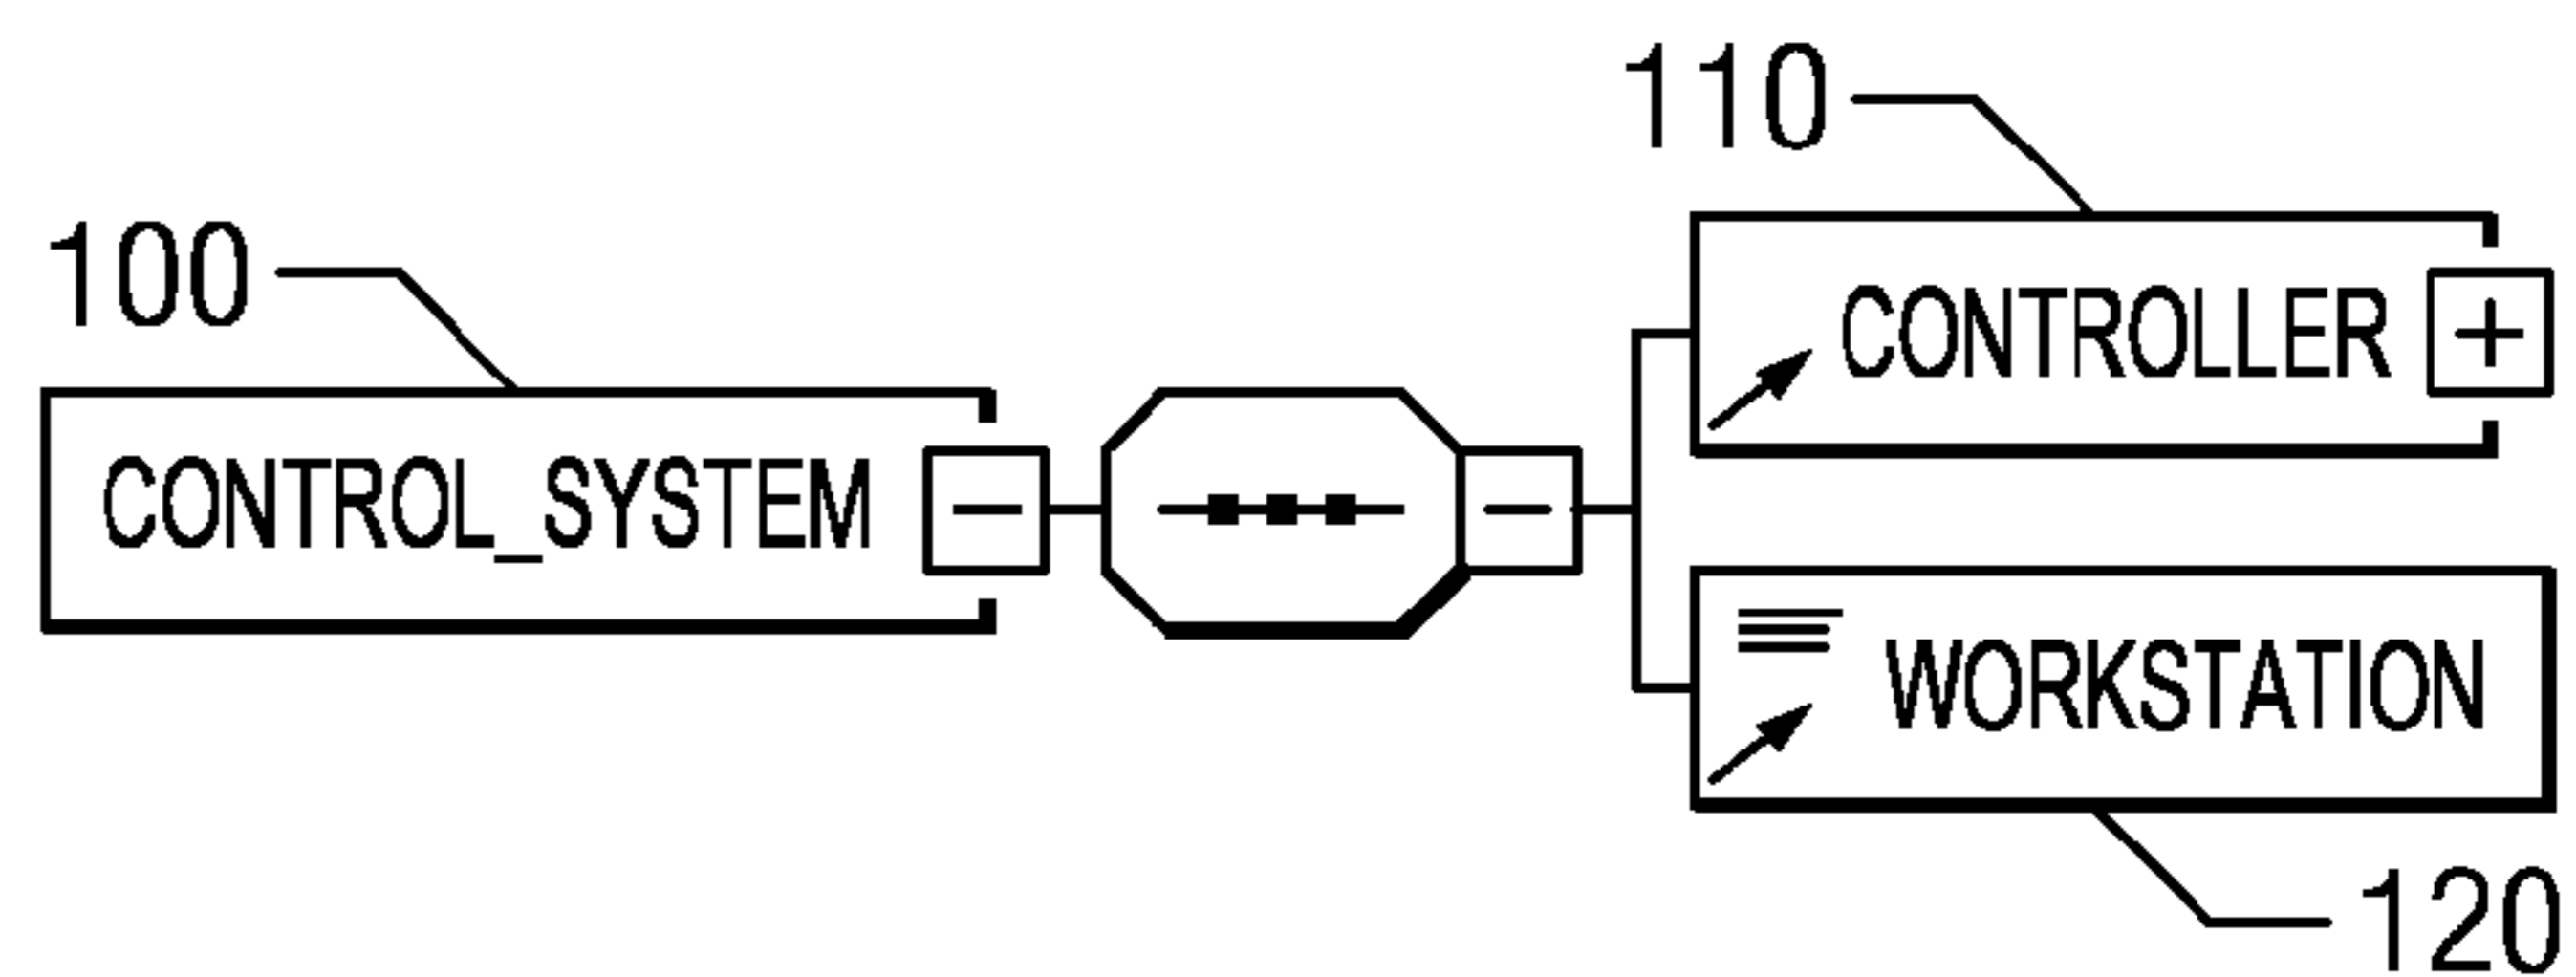 110
100
CONTROLLER
CONTROL_SYSTEM
WORKSTATION
120